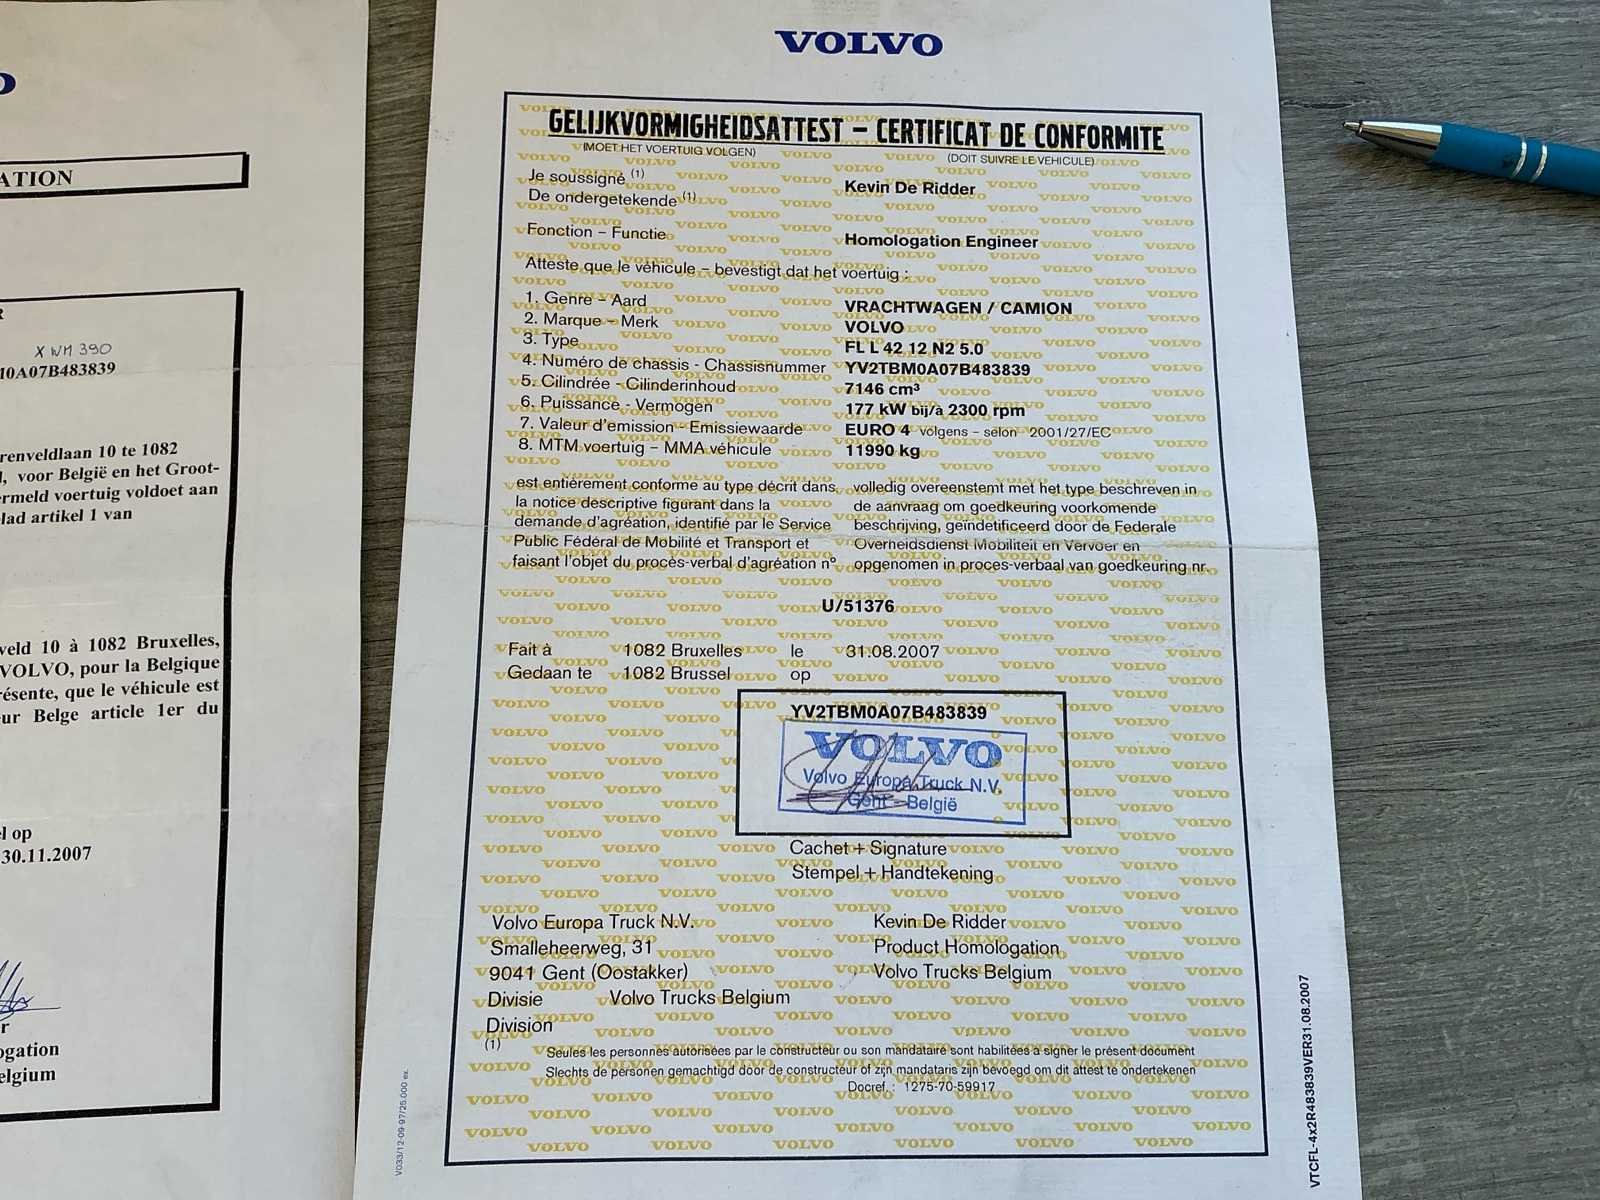 ATION
X WM 390
10A07B483839
renveldlaan 10 te 1082
, voor België en het Groot-
ermeld voertuig voldoet aan
lad artikel 1 van
veld 10 à 1082 Bruxelles,
VOLVO, pour la Belgique
résente, que le véhicule est
ur Belge article 1er du
l op
30.11.2007
r
ogation
elgium
VOLVO
GELIJKVORMIGHEIDSATTEST – CERTIFICAT DE CONFORMITE
(MOET HET VOERTUIG VOLGEN) (DOIT SUIVRE LE VEHICULE)
Je soussigné (1)
De ondergetekende (1)
Kevin De Ridder
Fonction – Functie Homologation Engineer
Atteste que le véhicule – bevestigt dat het voertuig :
1. Genre – Aard VRACHTWAGEN / CAMION
2. Marque – Merk VOLVO
3. Type FL L 42 12 N2 5.0
4. Numéro de chassis - Chassisnummer YV2TBM0A07B483839
5. Cilindrée - Cilinderinhoud 7146 cm³
6. Puissance - Vermogen 177 kW bij/à 2300 rpm
7. Valeur d'emission – Emissiewaarde EURO 4 volgens – selon 2001/27/EC
8. MTM voertuig – MMA véhicule 11990 kg
est entièrement conforme au type décrit dans volledig overeenstemt met het type beschreven in
la notice descriptive figurant dans la de aanvraag om goedkeuring voorkomende
demande d'agréation, identifié par le Service beschrijving, geïndetificeerd door de Federale
Public Fédéral de Mobilité et Transport et Overheidsdienst Mobiliteit en Vervoer en
faisant l'objet du procès-verbal d'agréation n° opgenomen in proces-verbaal van goedkeuring nr.
U/51376
Fait à 1082 Bruxelles le 31.08.2007
Gedaan te 1082 Brussel op
YV2TBM0A07B483839
VOLVO
Volvo Europa Truck N.V.
Gent - België
Cachet + Signature
Stempel + Handtekening
Volvo Europa Truck N.V. Kevin De Ridder
Smalleheerweg, 31 Product Homologation
9041 Gent (Oostakker) Volvo Trucks Belgium
Divisie Volvo Trucks Belgium
Division
(1) Seules les personnes autorisées par le constructeur ou son mandataire sont habilitées à signer le présent document
Slechts de personen gemachtigd door de constructeur of zijn mandataris zijn bevoegd om dit attest te ondertekenen
Docref. : 1275-70-59917
V033/12-09-97/25.000 ex.
VTCFL-4x2R483839VER31.08.2007